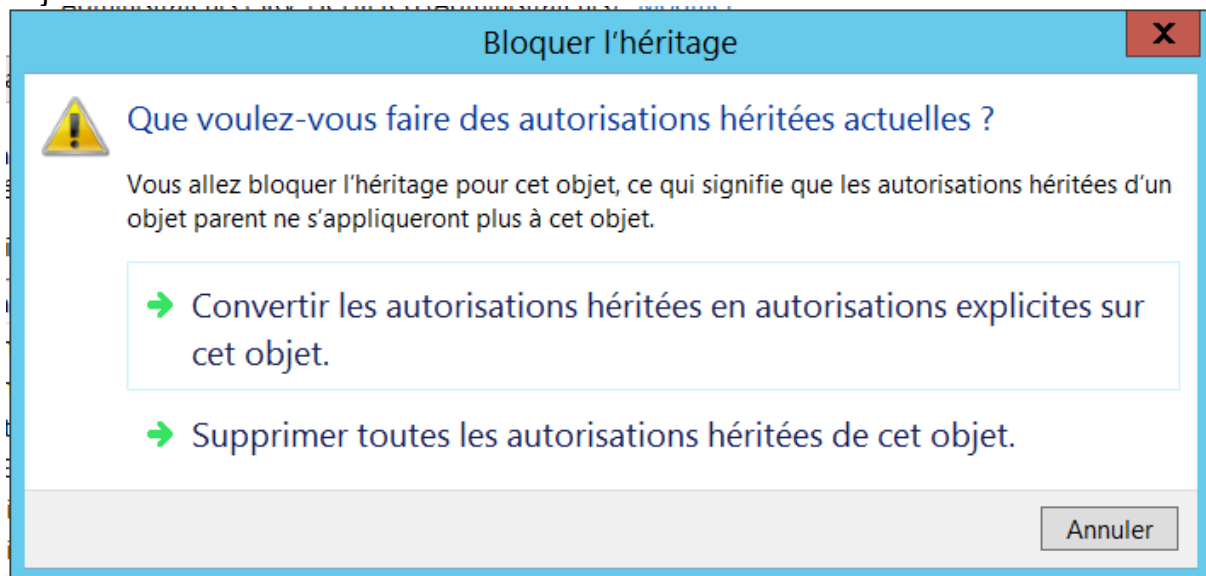 Bloquer l'héritage
X
Que voulez-vous faire des autorisations héritées actuelles ?
Vous allez bloquer l'héritage pour cet objet, ce qui signifie que les autorisations héritées d'un
objet parent ne s'appliqueront plus à cet objet.
Convertir les autorisations héritées en autorisations explicites sur
cet objet.
Supprimer toutes les autorisations héritées de cet objet.
Annuler